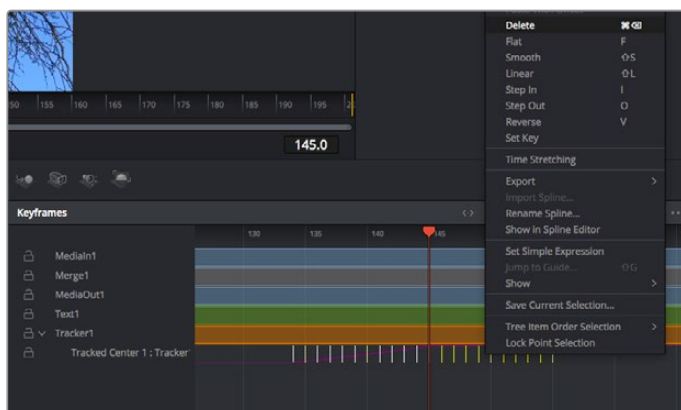 Delete ⌘⌫
Flat F
Smooth ⇧S
Linear ⇧L
Step In I
Step Out O
Reverse V
Set Key
Time Stretching
Export >
Import Spline...
Rename Spline...
Show in Spline Editor
Set Simple Expression
Jump to Guide... ⇧G
Show >
Save Current Selection...
Tree Item Order Selection >
Lock Point Selection
155 160 165 170 175 180 185 190 195
145.0
Keyframes
130 135 140 145
MediaIn1
Merge1
MediaOut1
Text1
Tracker1
Tracked Center 1 : Tracker